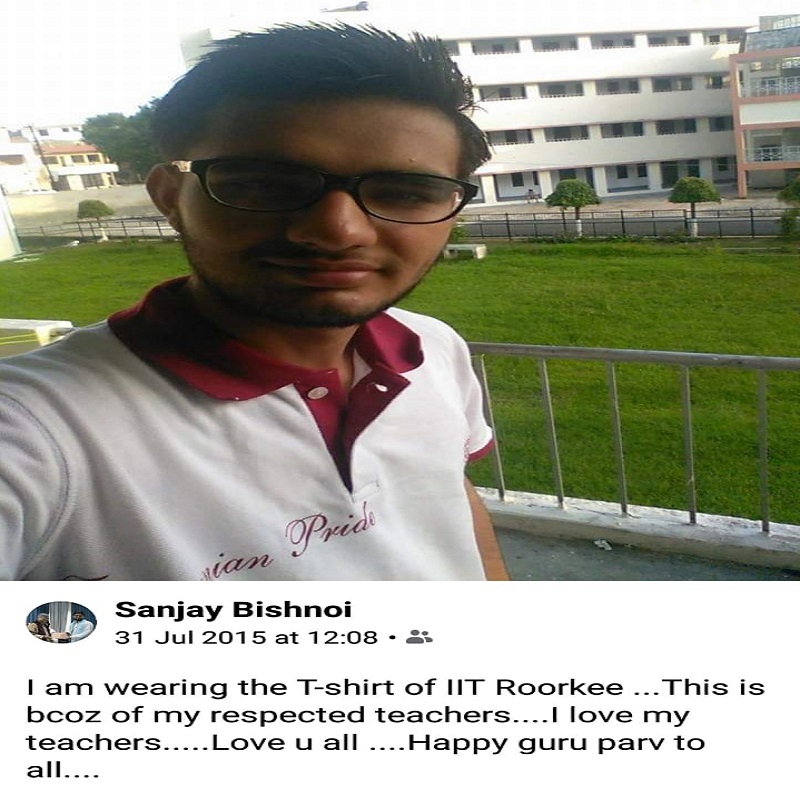 Pride
Sanjay Bishnoi
31 Jul 2015 at 12:08 •
I am wearing the T-shirt of IIT Roorkee ...This is
bcoz of my respected teachers....I love my
teachers.....Love u all ....Happy guru parv to
all....